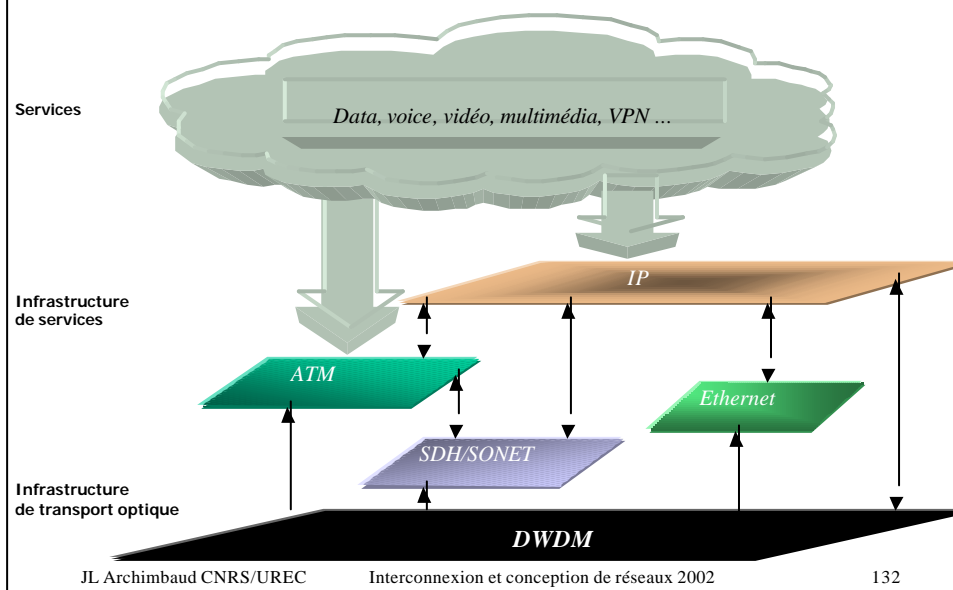 Services
Data, voice, vidéo, multimédia, VPN ...
IP
Infrastructure
de services
ATM
Ethernet
SDH/SONET
Infrastructure
de transport optique
DWDM
JL Archimbaud CNRS/UREC Interconnexion et conception de réseaux 2002 132